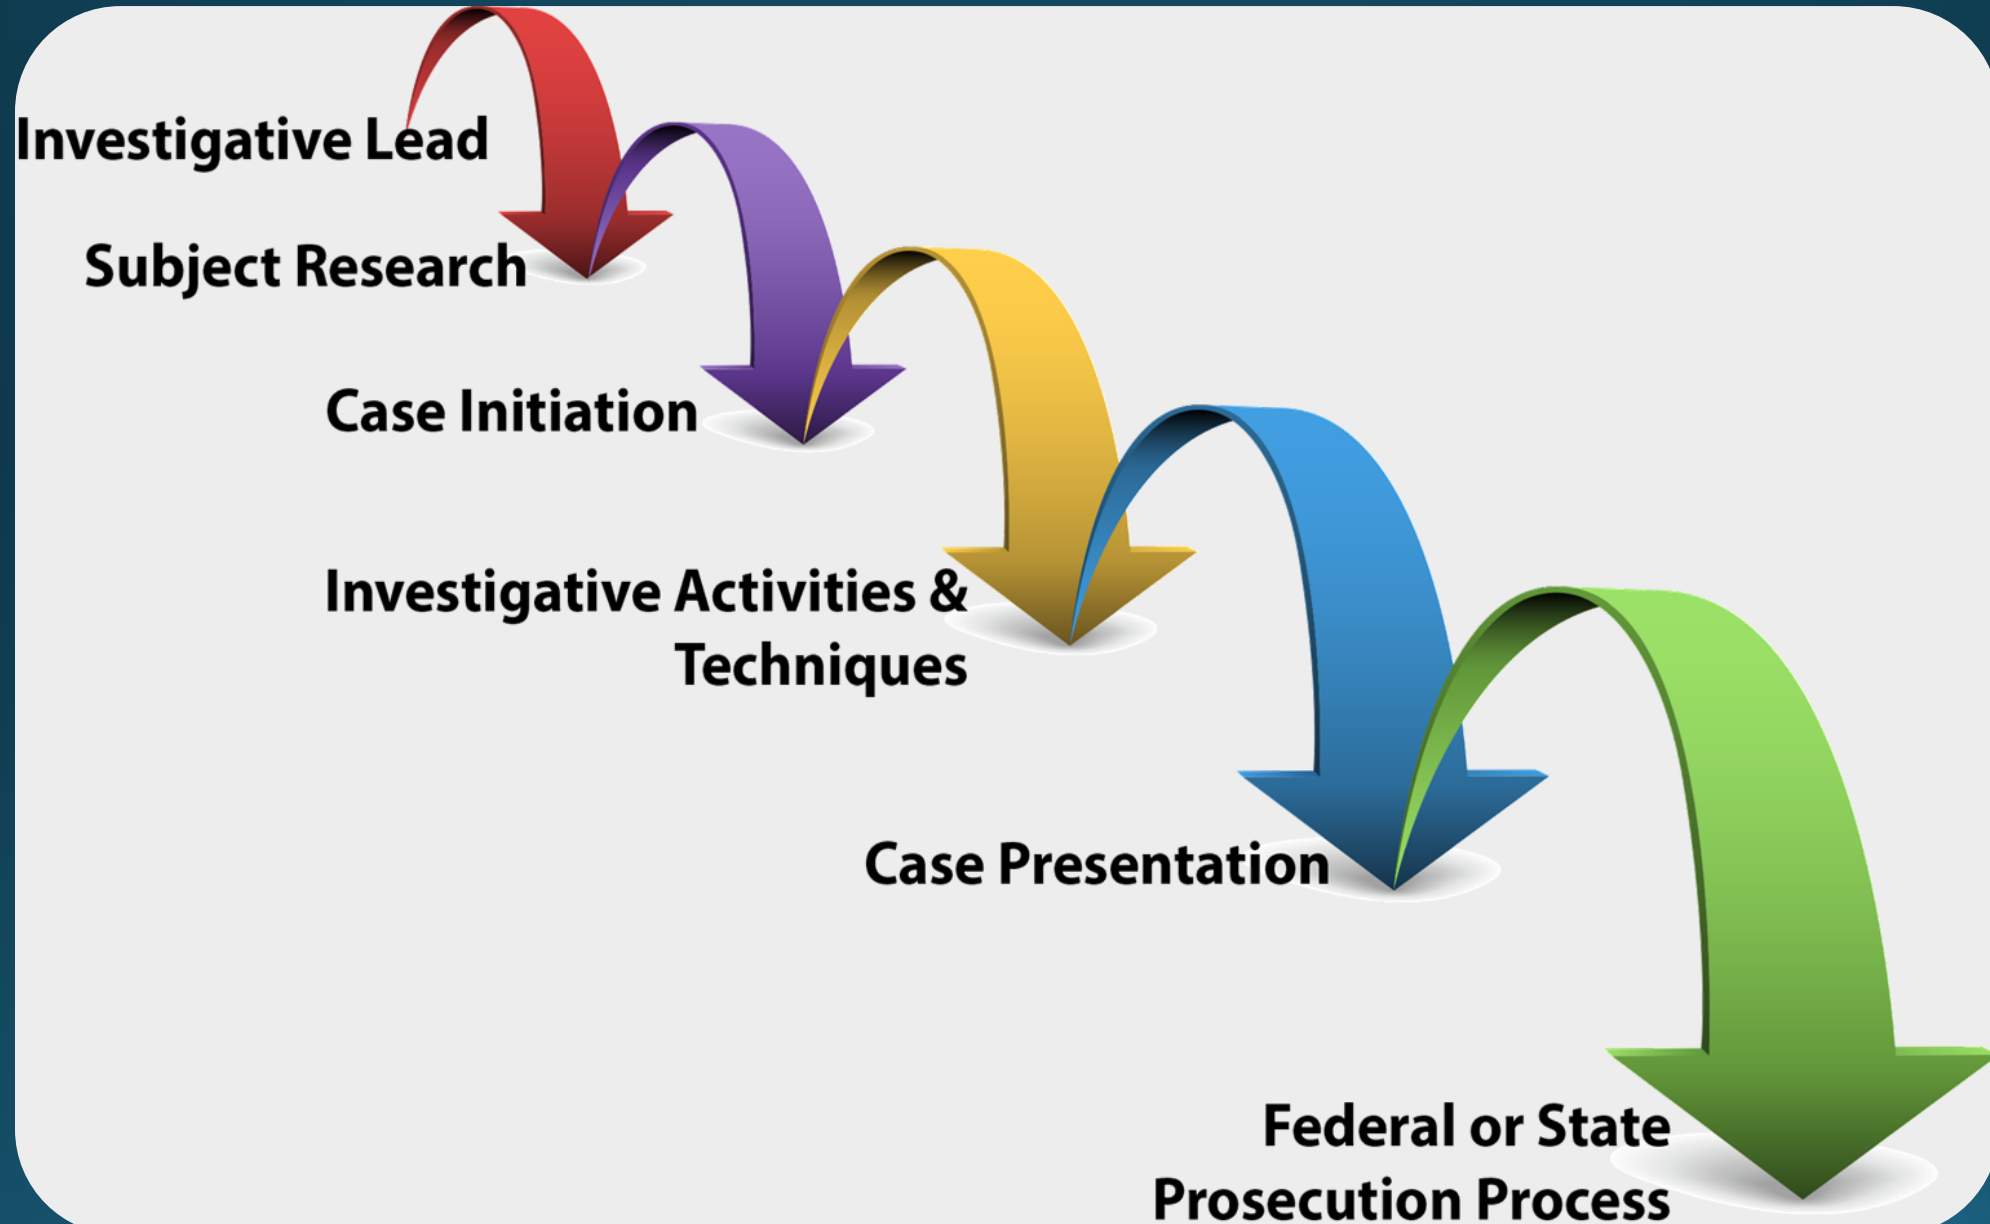 Investigative Lead
Subject Research
Case Initiation
Investigative Activities &
Techniques
Case Presentation
Federal or State
Prosecution Process